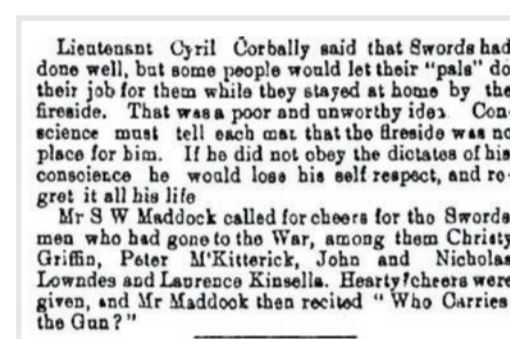 Lieutenant Cyril Corbally said that Swords had
done well, but some people would let their "pals" do
their job for them while they stayed at home by the
fireside. That was a poor and unworthy idea. Con-
science must tell each man that the fireside was no
place for him. If he did not obey the dictates of his
conscience he would lose his self respect, and re-
gret it all his life
Mr S W Maddock called for cheers for the Swords
men who had gone to the War, among them Christy
Griffin, Peter M'Kitterick, John and Nicholas
Lowndes and Laurence Kinsella. Hearty cheers were
given, and Mr Maddock then recited "Who Carries
the Gun?"